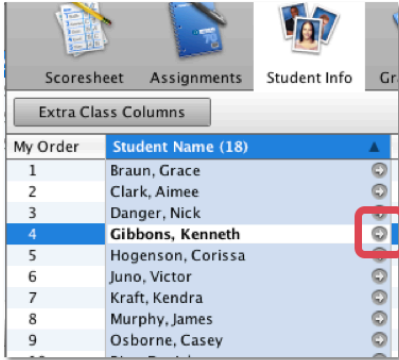 Scoresheet Assignments Student Info
Extra Class Columns
My Order Student Name (18)
1 Braun, Grace
2 Clark, Aimee
3 Danger, Nick
4 Gibbons, Kenneth
5 Hogenson, Corissa
6 Juno, Victor
7 Kraft, Kendra
8 Murphy, James
9 Osborne, Casey